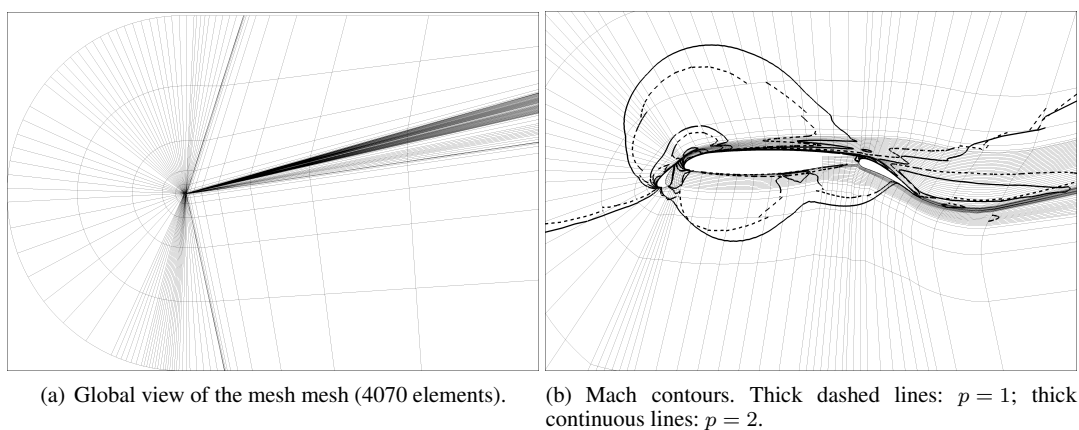 (a) Global view of the mesh mesh (4070 elements).
(b) Mach contours. Thick dashed lines: p = 1; thick
continuous lines: p = 2.